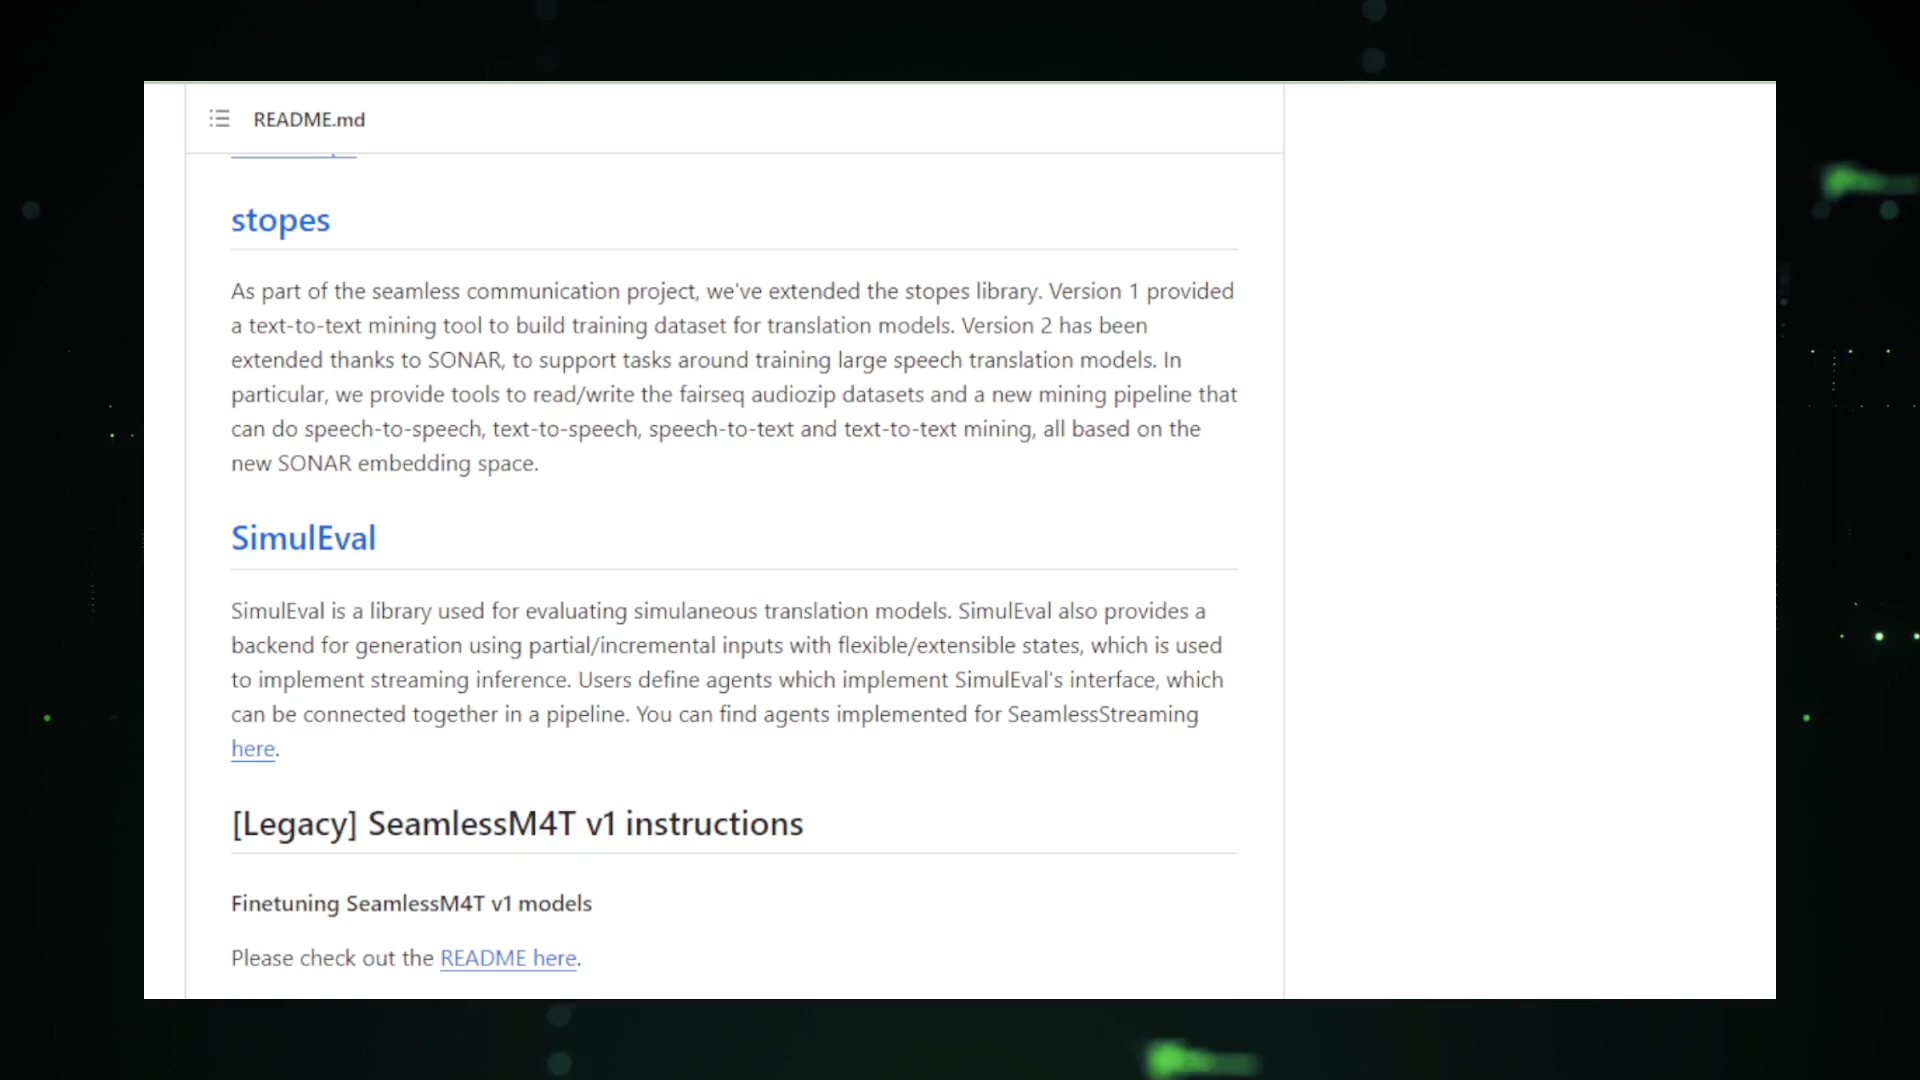 README.md
stopes
As part of the seamless communication project, we've extended the stopes library. Version 1 provided
a text-to-text mining tool to build training dataset for translation models. Version 2 has been
extended thanks to SONAR, to support tasks around training large speech translation models. In
particular, we provide tools to read/write the fairseq audiozip datasets and a new mining pipeline that
can do speech-to-speech, text-to-speech, speech-to-text and text-to-text mining, all based on the
new SONAR embedding space.
SimulEval
SimulEval is a library used for evaluating simulaneous translation models. SimulEval also provides a
backend for generation using partial/incremental inputs with flexible/extensible states, which is used
to implement streaming inference. Users define agents which implement SimulEval's interface, which
can be connected together in a pipeline. You can find agents implemented for SeamlessStreaming
here.
[Legacy] SeamlessM4T v1 instructions
Finetuning SeamlessM4T v1 models
Please check out the README here.